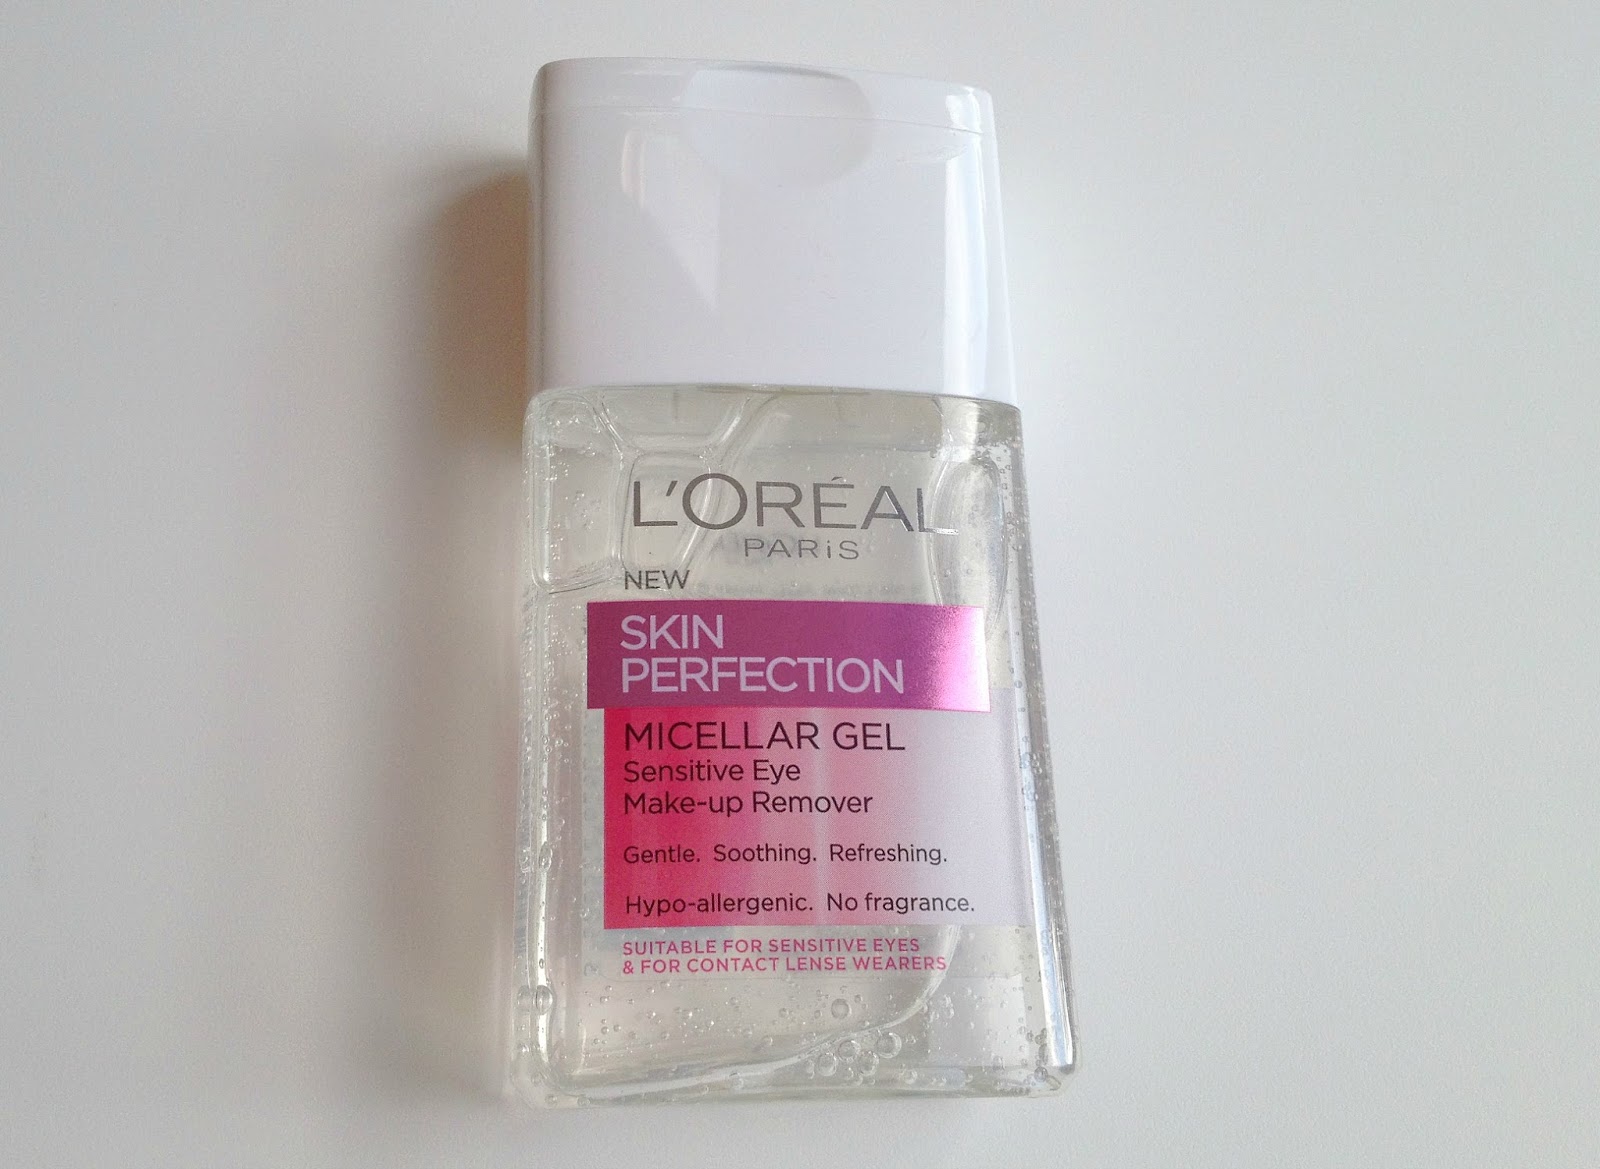 L'ORÉAL
PARiS
NEW
SKIN
PERFECTION
MICELLAR GEL
Sensitive Eye
Make-up Remover
Gentle. Soothing. Refreshing.
Hypo-allergenic. No fragrance.
SUITABLE FOR SENSITIVE EYES
& FOR CONTACT LENSE WEARERS